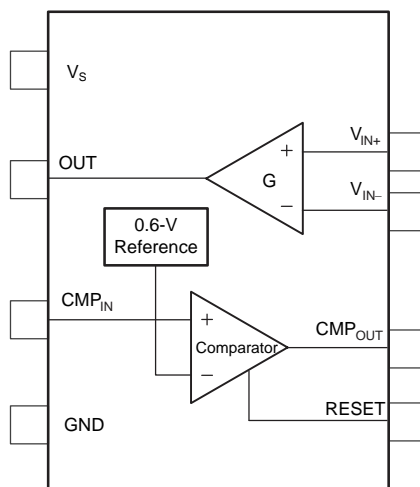 V_S
OUT
CMP_IN
GND
V_IN+
V_IN−
CMP_OUT
RESET
+
G
−
0.6-V
Reference
+
Comparator
−